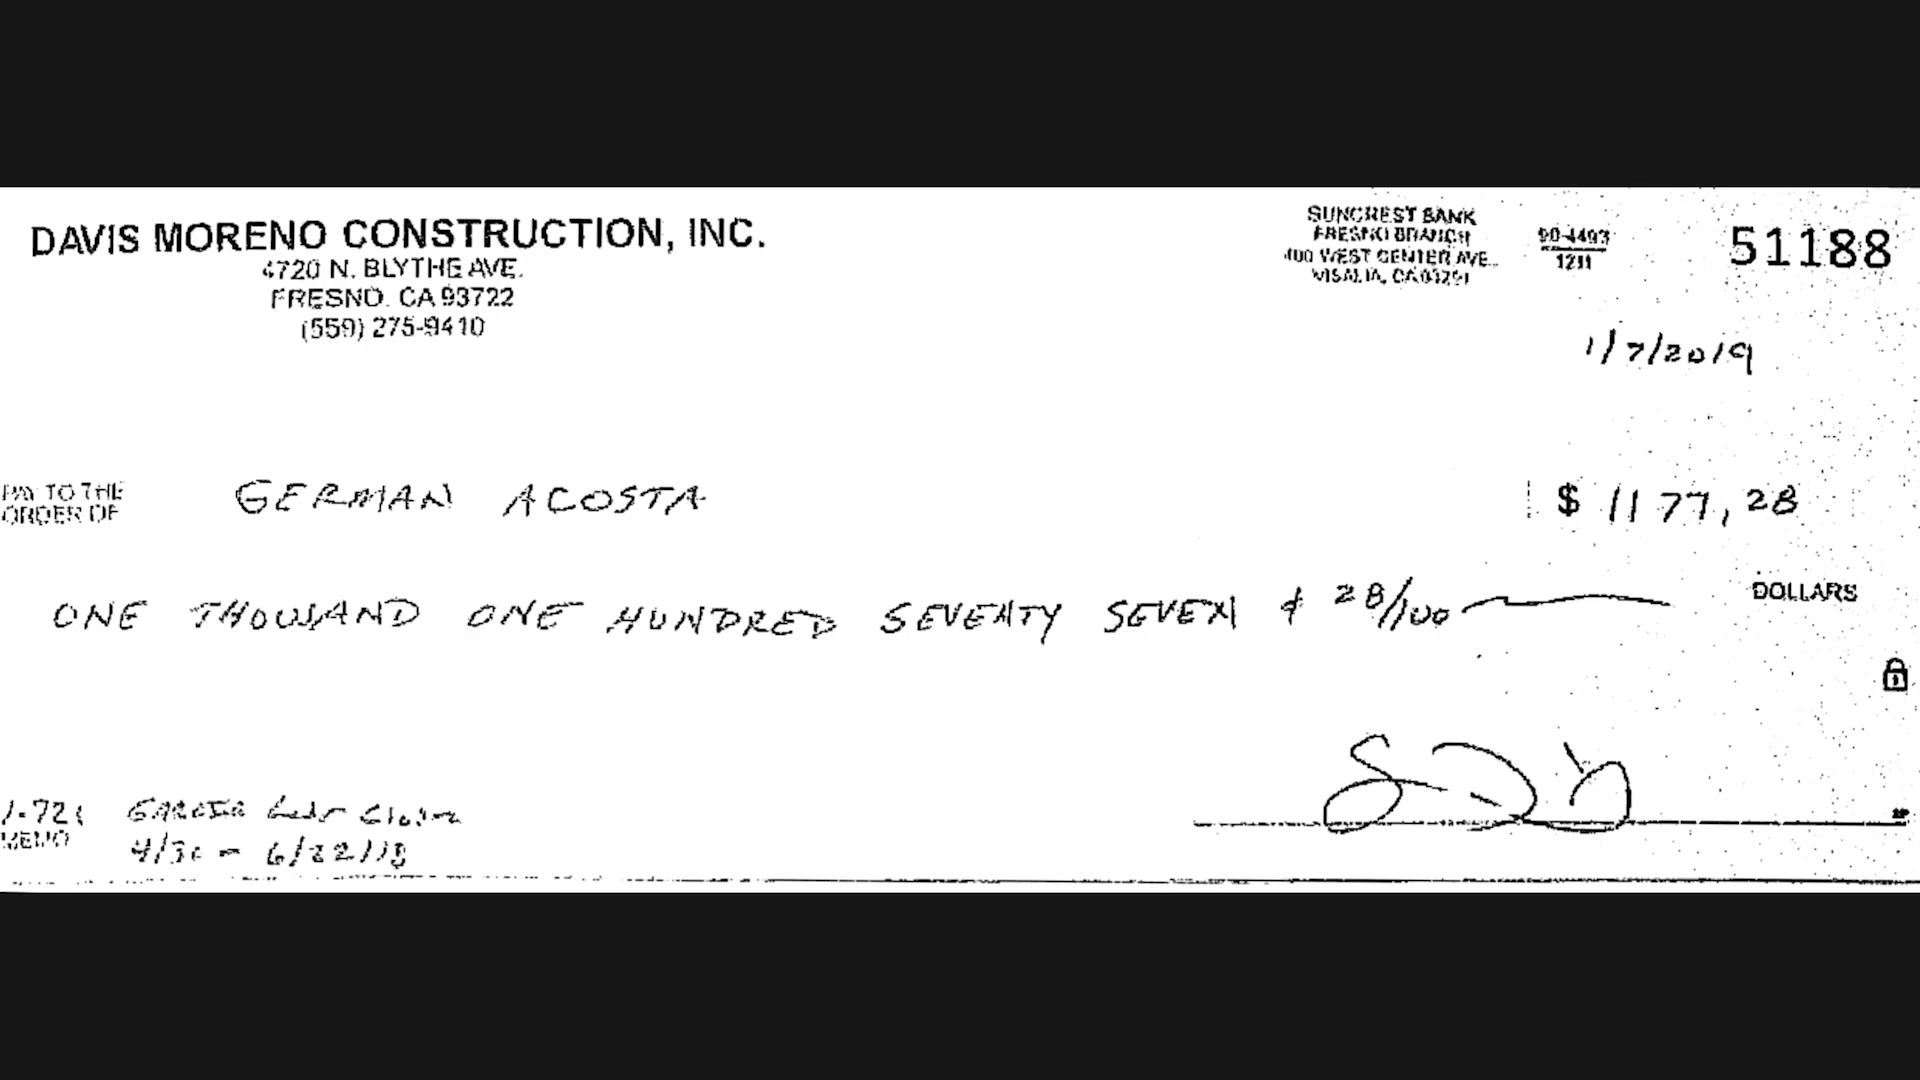 DAVIS MORENO CONSTRUCTION, INC.
4720 N. BLYTHE AVE.
FRESNO, CA 93722
(559) 275-9410
SUNCREST BANK
FRESNO BRANCH
400 WEST CENTER AVE.
VISALIA, CA 93291
90-4493
1211
51188
1/7/2019
PAY TO THE
ORDER OF
GERMAN ACOSTA
$ 1177.28
ONE THOUSAND ONE HUNDRED SEVENTY SEVEN & 28/100
DOLLARS
GARCIA
MEMO
4/30 - 6/22/18